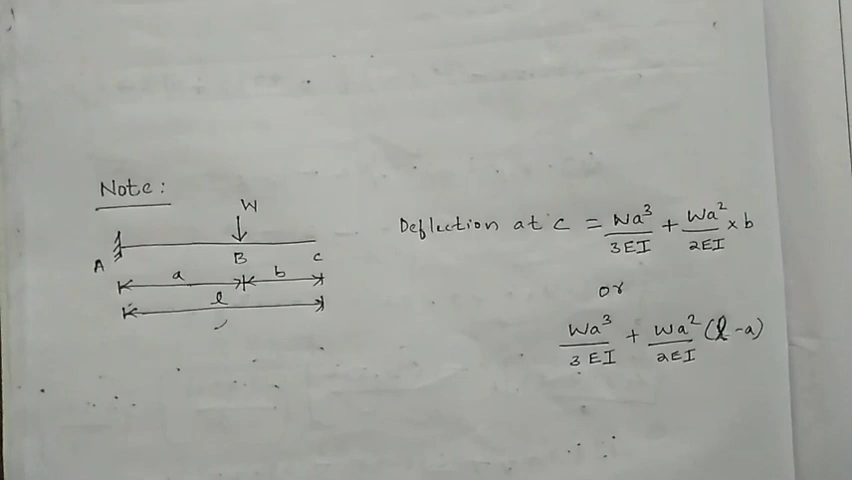 Note:
W
A
B
C
a
b
l
Deflection at c = Wa³/3EI + Wa²/2EI × b
or
Wa³/3EI + Wa²/2EI (l-a)